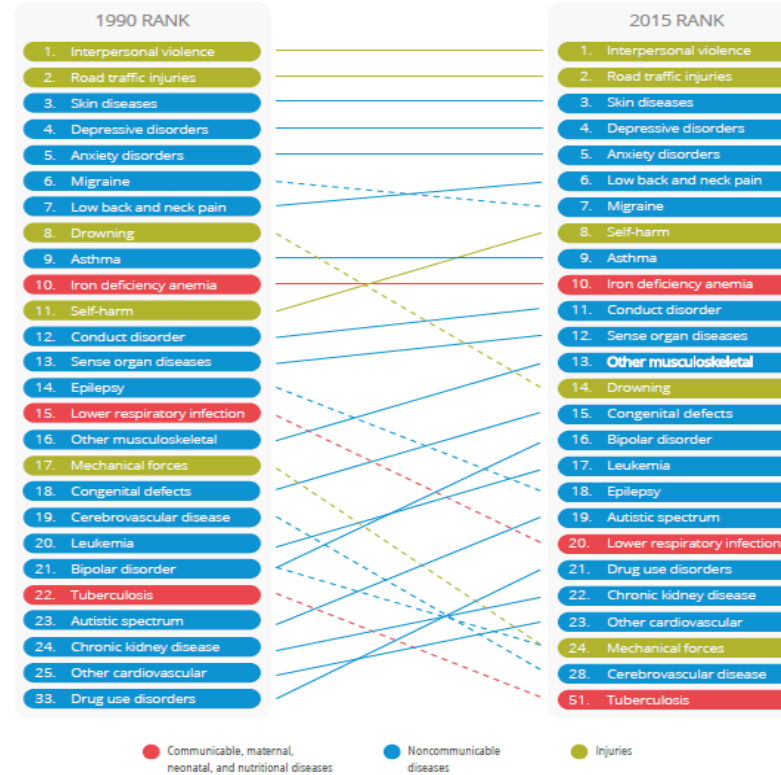 1990 RANK
1. Interpersonal violence
2. Road traffic injuries
3. Skin diseases
4. Depressive disorders
5. Anxiety disorders
6. Migraine
7. Low back and neck pain
8. Drowning
9. Asthma
10. Iron deficiency anemia
11. Self-harm
12. Conduct disorder
13. Sense organ diseases
14. Epilepsy
15. Lower respiratory infection
16. Other musculoskeletal
17. Mechanical forces
18. Congenital defects
19. Cerebrovascular disease
20. Leukemia
21. Bipolar disorder
22. Tuberculosis
23. Autistic spectrum
24. Chronic kidney disease
25. Other cardiovascular
33. Drug use disorders
2015 RANK
1. Interpersonal violence
2. Road traffic injuries
3. Skin diseases
4. Depressive disorders
5. Anxiety disorders
6. Low back and neck pain
7. Migraine
8. Self-harm
9. Asthma
10. Iron deficiency anemia
11. Conduct disorder
12. Sense organ diseases
13. Other musculoskeletal
14. Drowning
15. Congenital defects
16. Bipolar disorder
17. Leukemia
18. Epilepsy
19. Autistic spectrum
20. Lower respiratory infection
21. Drug use disorders
22. Chronic kidney disease
23. Other cardiovascular
24. Mechanical forces
28. Cerebrovascular disease
51. Tuberculosis
Communicable, maternal,
neonatal, and nutritional diseases
Noncommunicable
diseases
Injuries